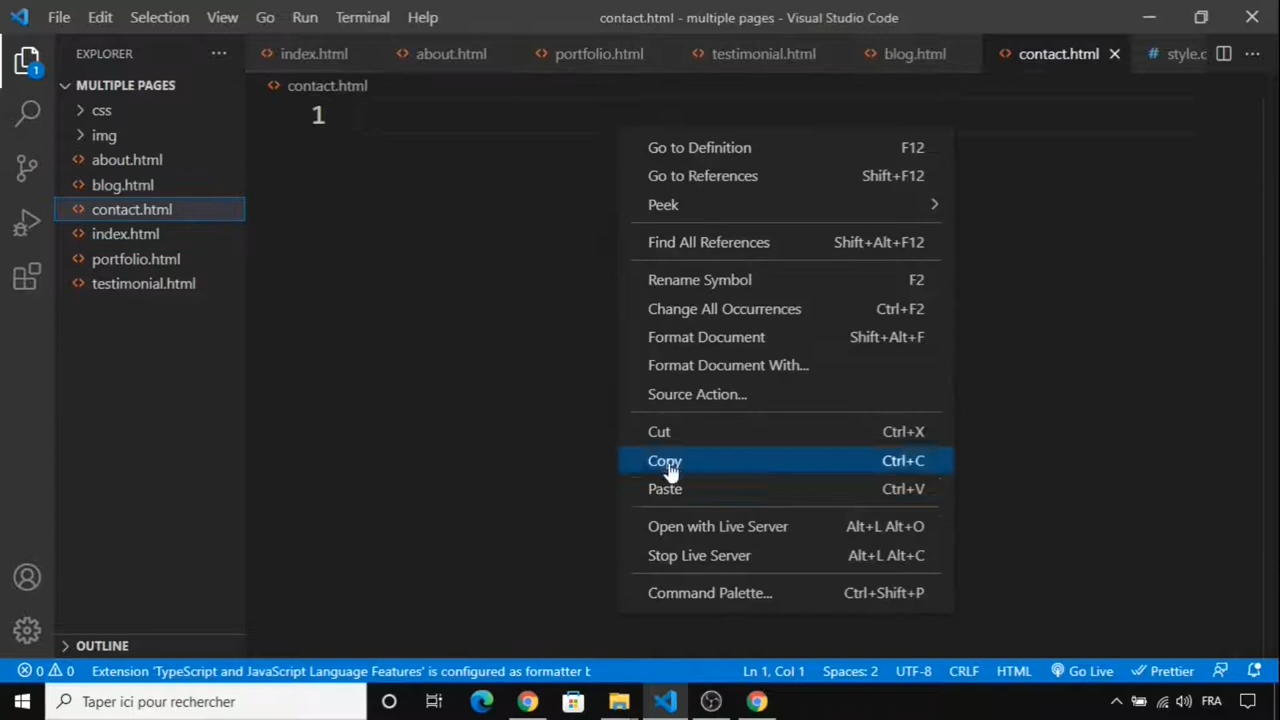 File Edit Selection View Go Run Terminal Help
contact.html - multiple pages - Visual Studio Code
EXPLORER
index.html
about.html
portfolio.html
testimonial.html
blog.html
contact.html
style.c
1
MULTIPLE PAGES
css
img
about.html
blog.html
contact.html
index.html
portfolio.html
testimonial.html
contact.html
1
Go to Definition F12
Go to References Shift+F12
Peek
Find All References Shift+Alt+F12
Rename Symbol F2
Change All Occurrences Ctrl+F2
Format Document Shift+Alt+F
Format Document With...
Source Action...
Cut Ctrl+X
Copy Ctrl+C
Paste Ctrl+V
Open with Live Server Alt+L Alt+O
Stop Live Server Alt+L Alt+C
Command Palette... Ctrl+Shift+P
OUTLINE
0 0 Extension 'TypeScript and JavaScript Language Features' is configured as formatter b
Ln 1, Col 1 Spaces: 2 UTF-8 CRLF HTML Go Live Prettier
Taper ici pour rechercher
FRA